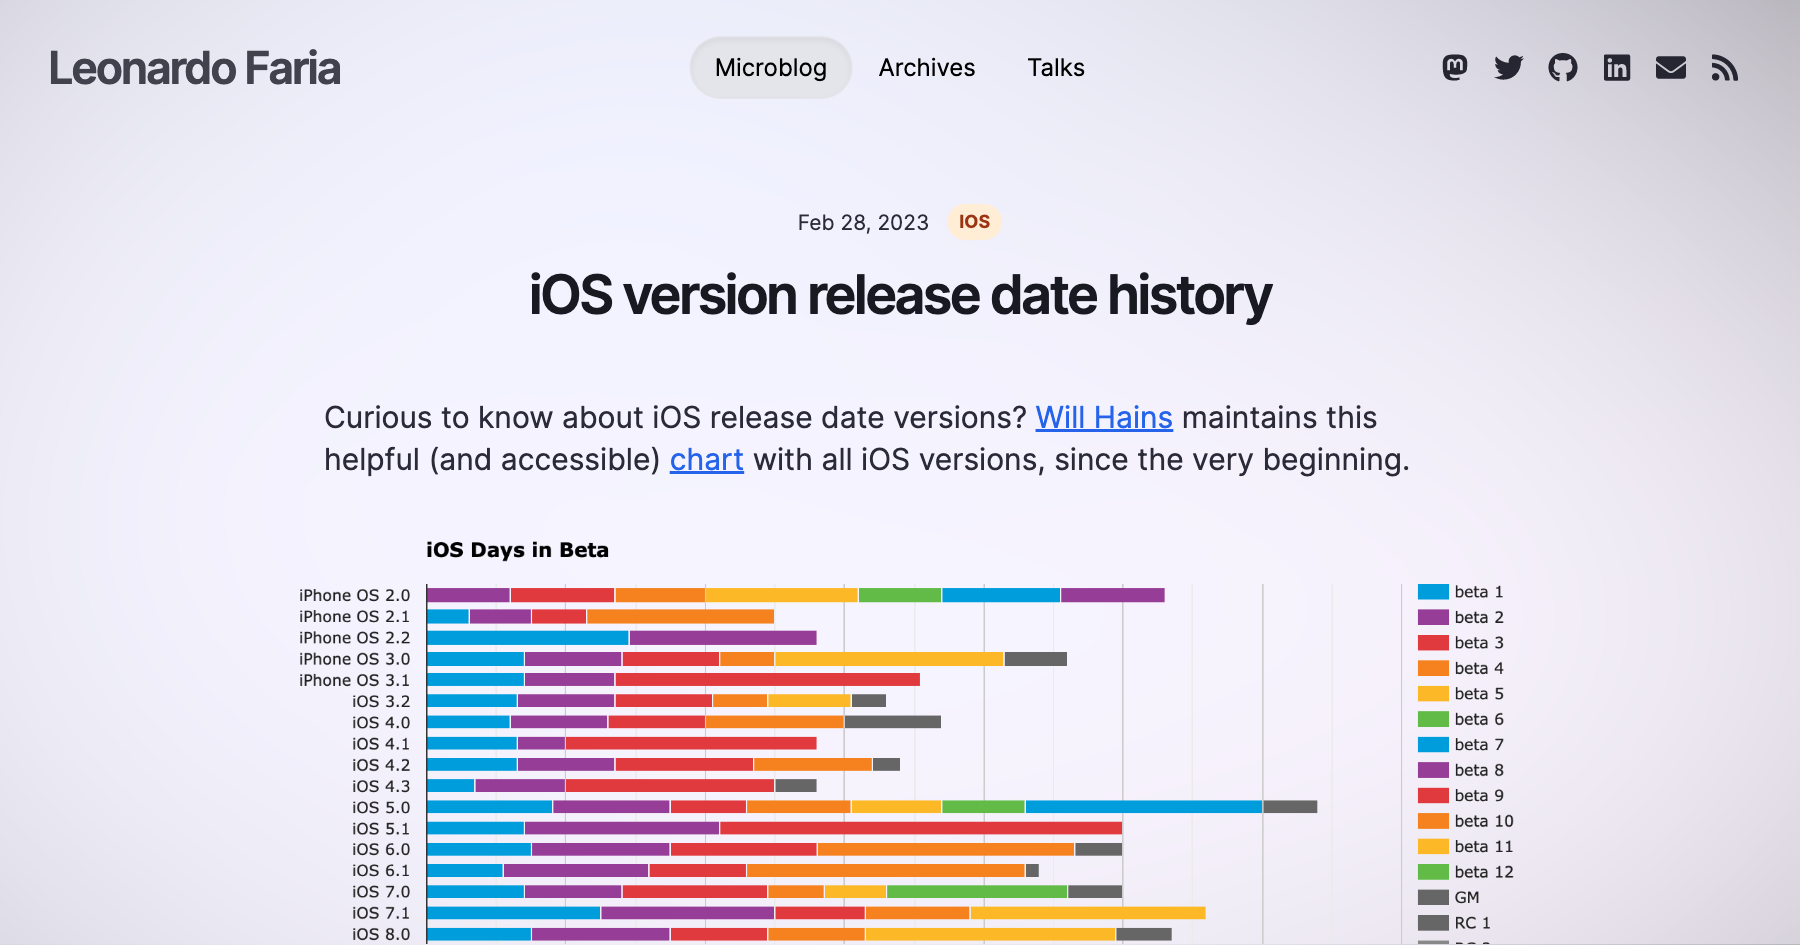 Leonardo Faria
Microblog
Archives
Talks
Feb 28, 2023 IOS
iOS version release date history
Curious to know about iOS release date versions? Will Hains maintains this
helpful (and accessible) chart with all iOS versions, since the very beginning.
iOS Days in Beta
iPhone OS 2.0
iPhone OS 2.1
iPhone OS 2.2
iPhone OS 3.0
iPhone OS 3.1
iOS 3.2
iOS 4.0
iOS 4.1
iOS 4.2
iOS 4.3
iOS 5.0
iOS 5.1
iOS 6.0
iOS 6.1
iOS 7.0
iOS 7.1
iOS 8.0
beta 1
beta 2
beta 3
beta 4
beta 5
beta 6
beta 7
beta 8
beta 9
beta 10
beta 11
beta 12
GM
RC 1